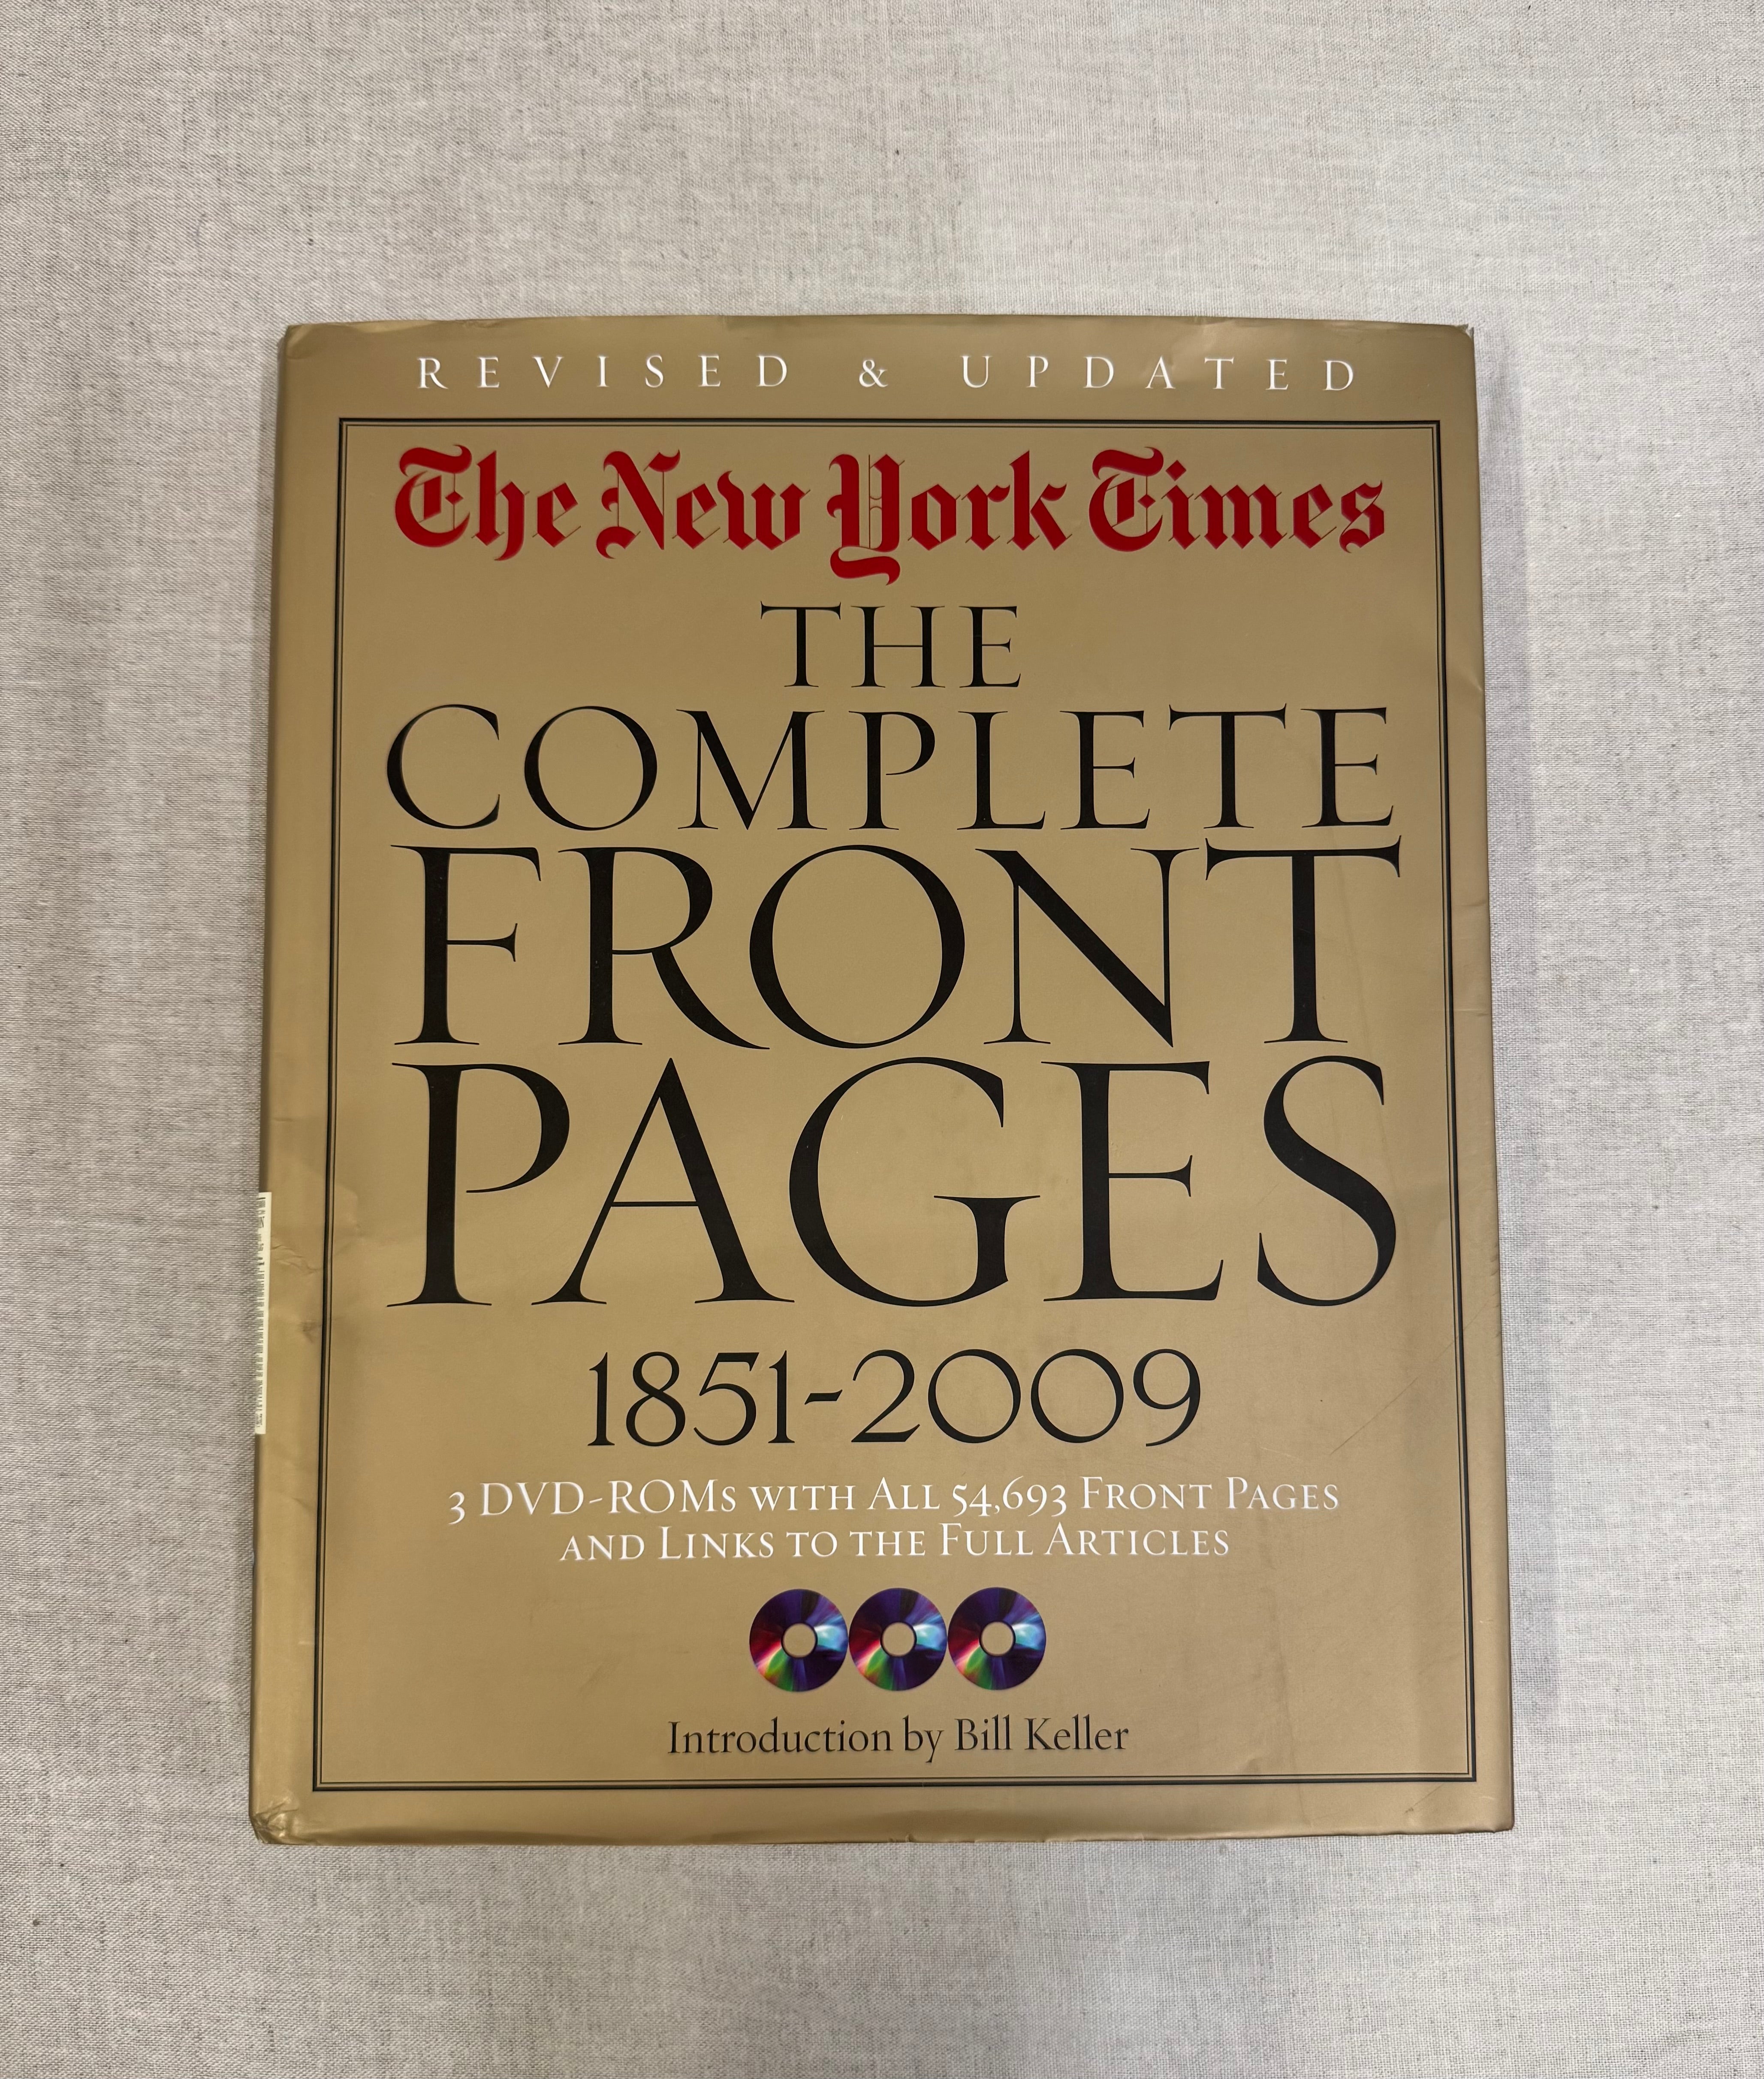 REVISED & UPDATED
The New York Times
THE
COMPLETE
FRONT
PAGES
1851-2009
3 DVD-ROMs with All 54,693 Front Pages
and Links to the Full Articles
Introduction by Bill Keller